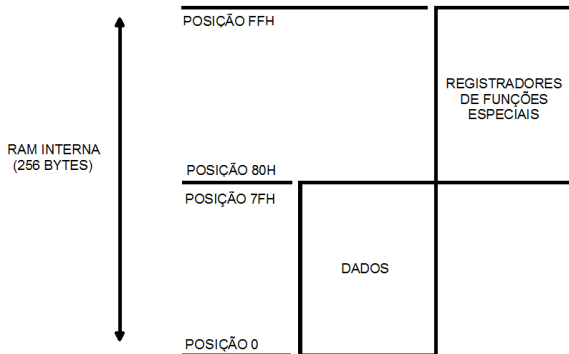 POSIÇÃO FFH
REGISTRADORES
DE FUNÇÕES
ESPECIAIS
RAM INTERNA
(256 BYTES)
POSIÇÃO 80H
POSIÇÃO 7FH
DADOS
POSIÇÃO 0